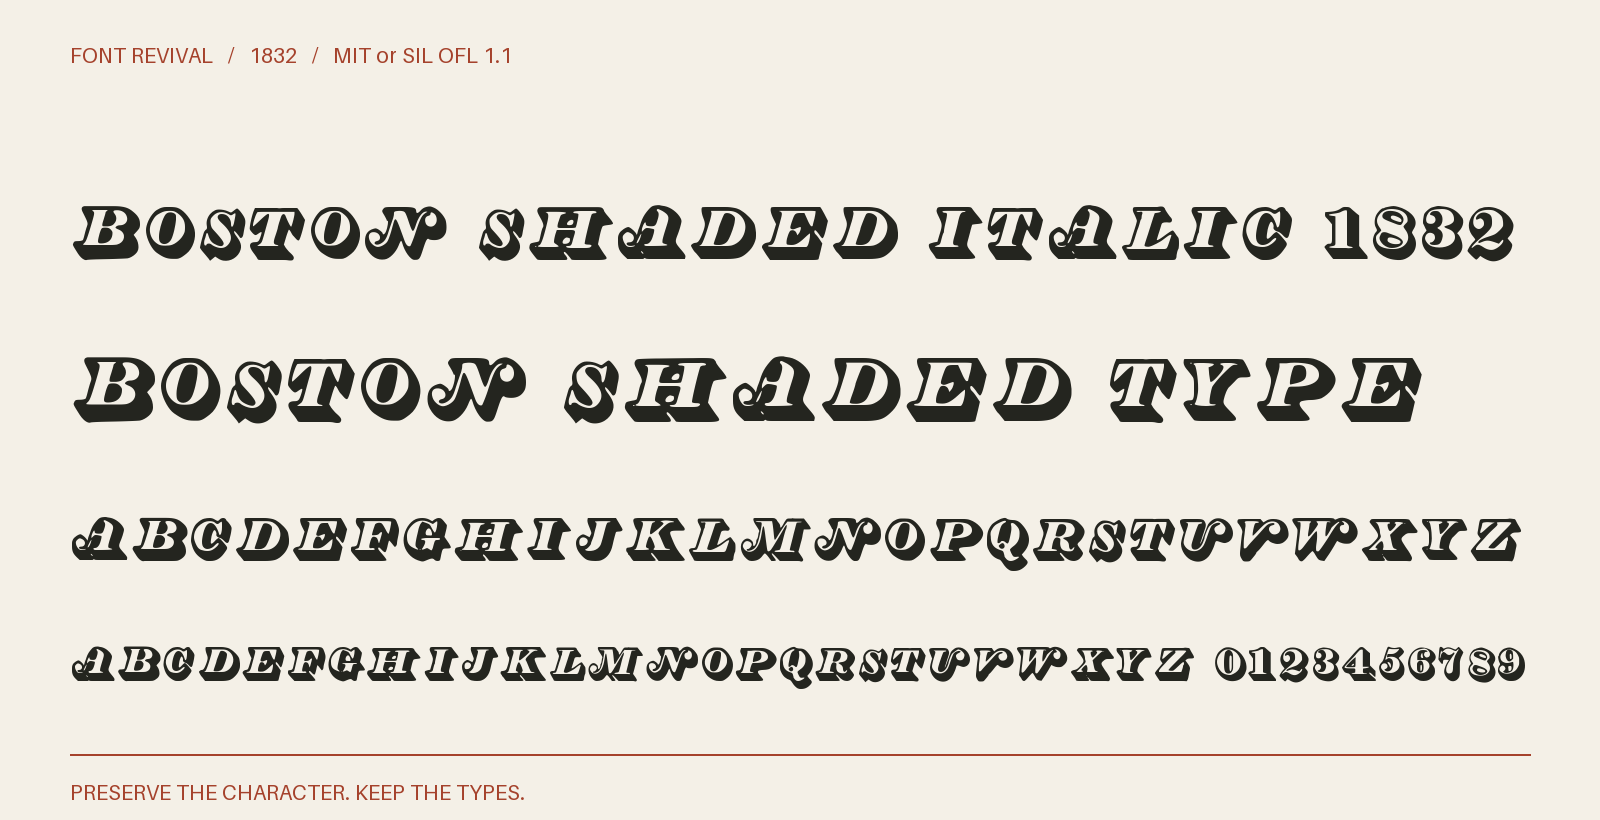 FONT REVIVAL / 1832 / MIT or SIL OFL 1.1
BOSTON SHADED ITALIC 1832
BOSTON SHADED TYPE
ABCDEFGHIJKLMNOPQRSTUVWXYZ
ABCDEFGHIJKLMNOPQRSTUVWXYZ 0123456789
PRESERVE THE CHARACTER. KEEP THE TYPES.